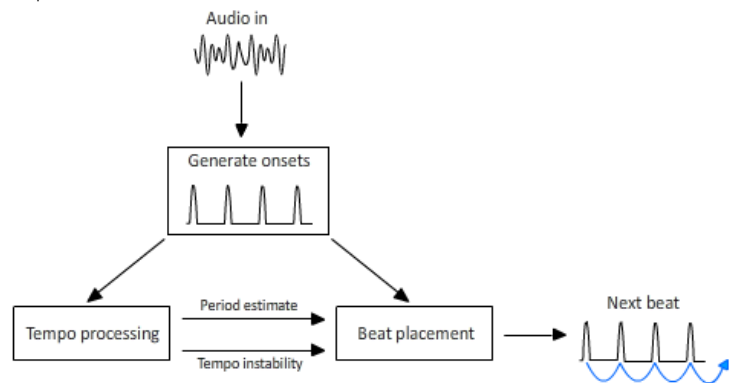 Audio in
Generate onsets
Period estimate
Tempo processing
Beat placement
Tempo instability
Next beat